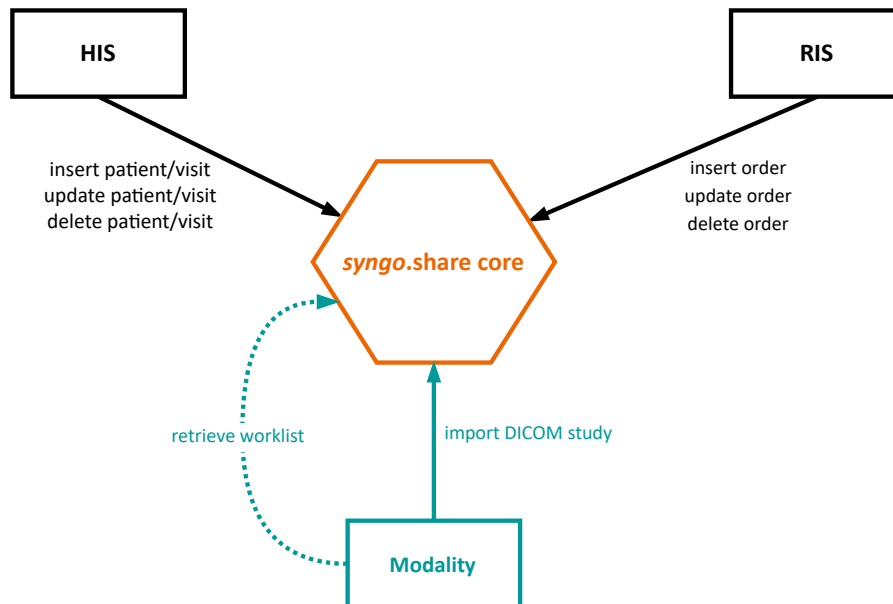 HIS
RIS
insert patient/visit
update patient/visit
delete patient/visit
insert order
update order
delete order
syngo.share core
retrieve worklist
import DICOM study
Modality